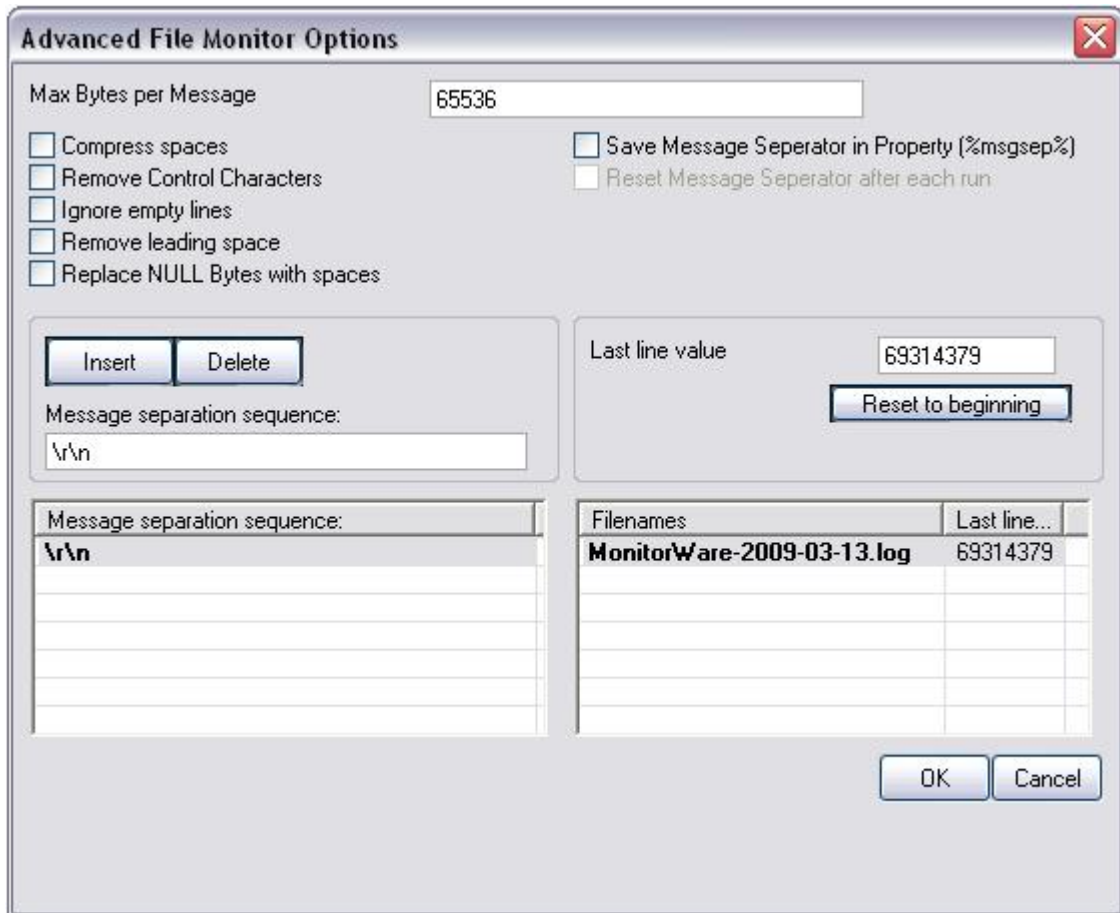 Advanced File Monitor Options
Max Bytes per Message
65536
Compress spaces
Remove Control Characters
Ignore empty lines
Remove leading space
Replace NULL Bytes with spaces
Save Message Seperator in Property (%msgsep%)
Reset Message Seperator after each run
Insert
Delete
Message separation sequence:
\r\n
Last line value
69314379
Reset to beginning
Message separation sequence:
\r\n
Filenames
Last line...
MonitorWare-2009-03-13.log
69314379
OK
Cancel